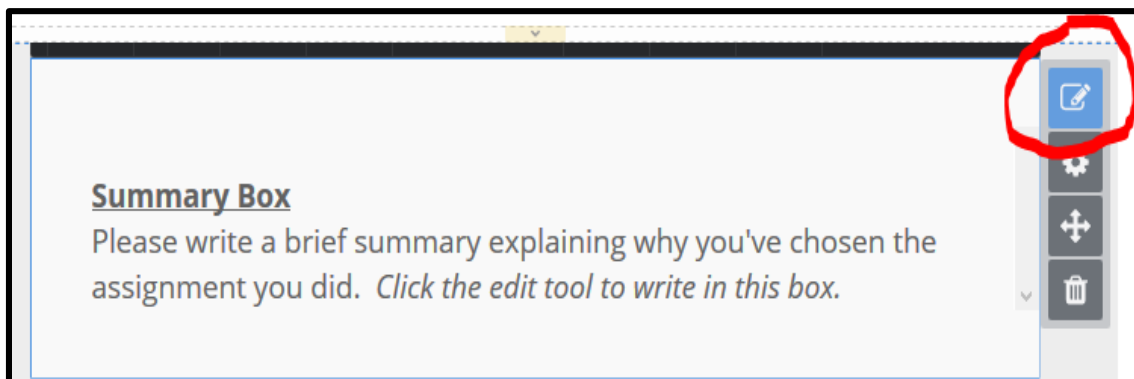 Summary Box
Please write a brief summary explaining why you've chosen the
assignment you did.  Click the edit tool to write in this box.